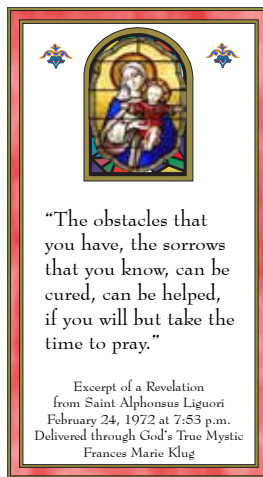 “The obstacles that
you have, the sorrows
that you know, can be
cured, can be helped,
if you will but take the
time to pray.”
Excerpt of a Revelation
from Saint Alphonsus Liguori
February 24, 1972 at 7:53 p.m.
Delivered through God’s True Mystic
Frances Marie Klug